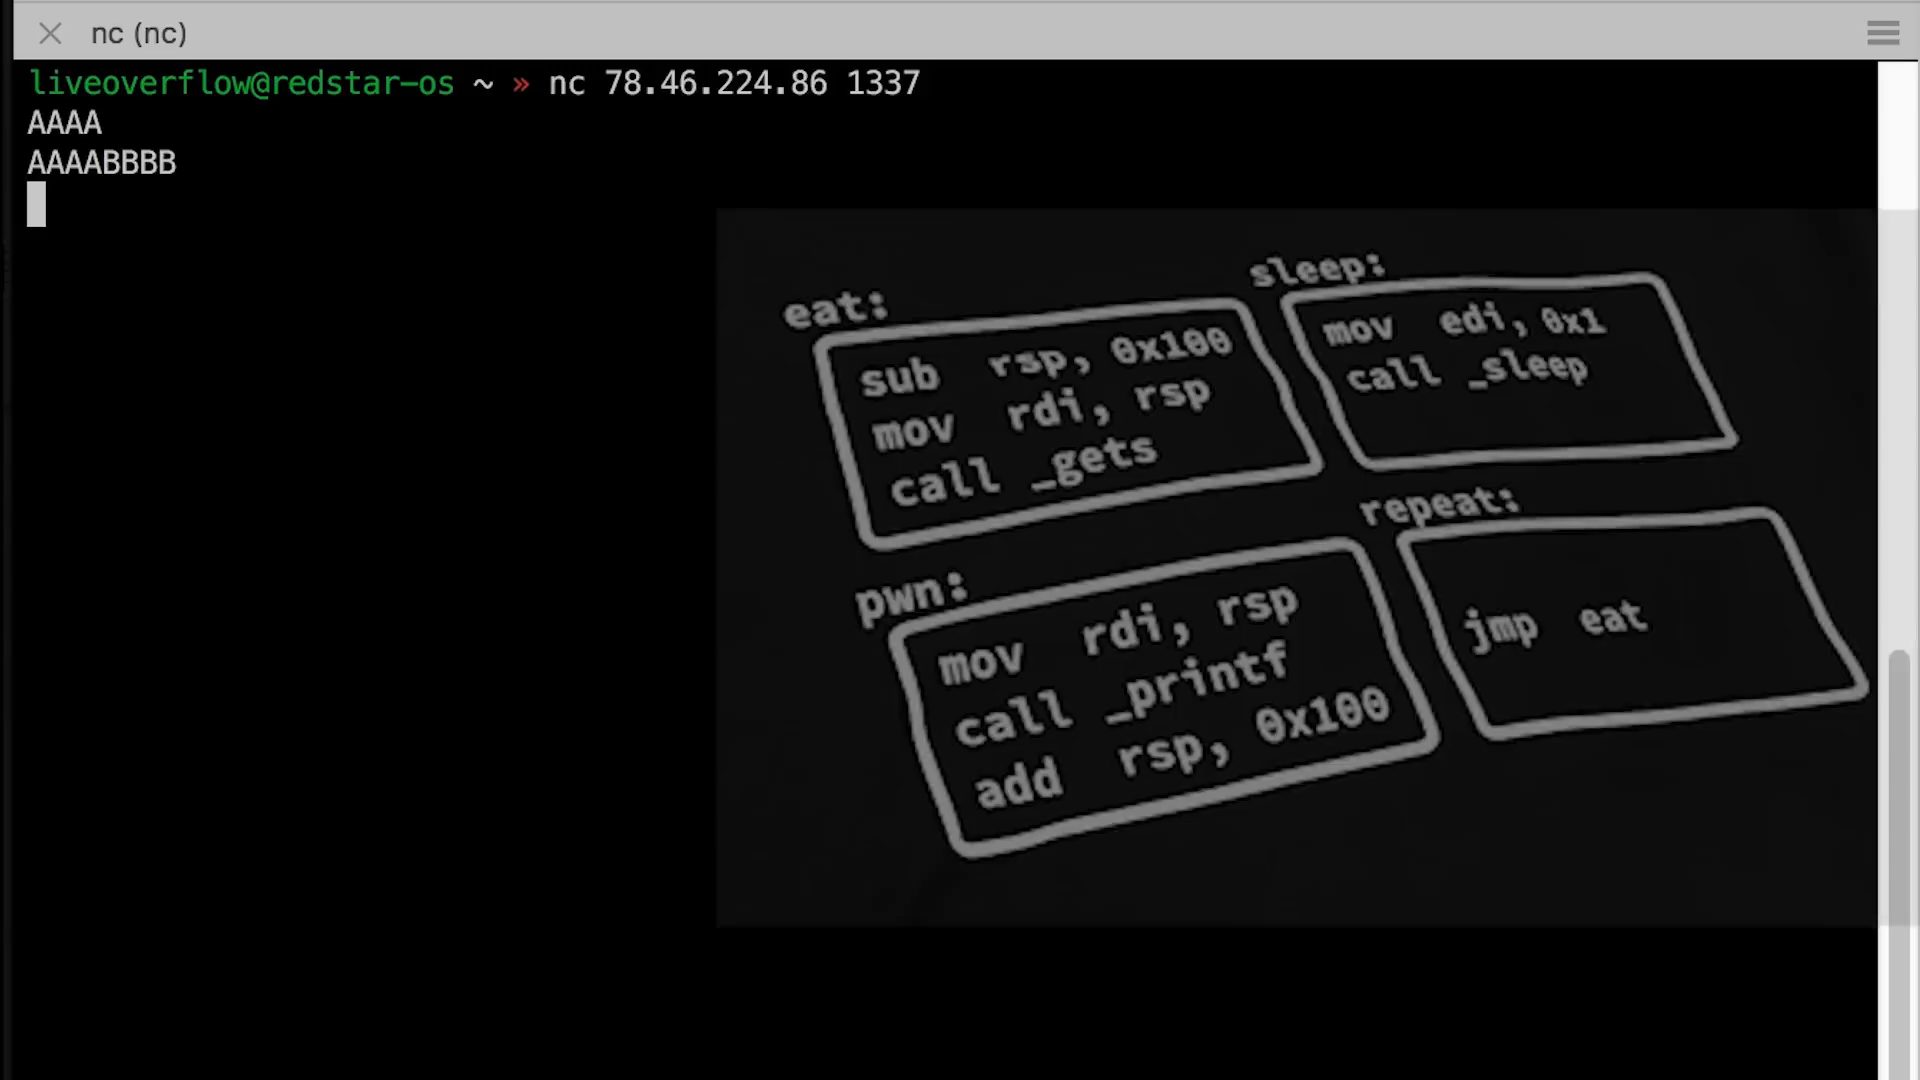 nc (nc)
liveoverflow@redstar-os ~ » nc 78.46.224.86 1337
AAAA
AAAABBBB
eat:
sub rsp, 0x100
mov rdi, rsp
call _gets
sleep:
mov edi, 0x1
call _sleep
pwn:
mov rdi, rsp
call _printf
add rsp, 0x100
repeat:
jmp eat